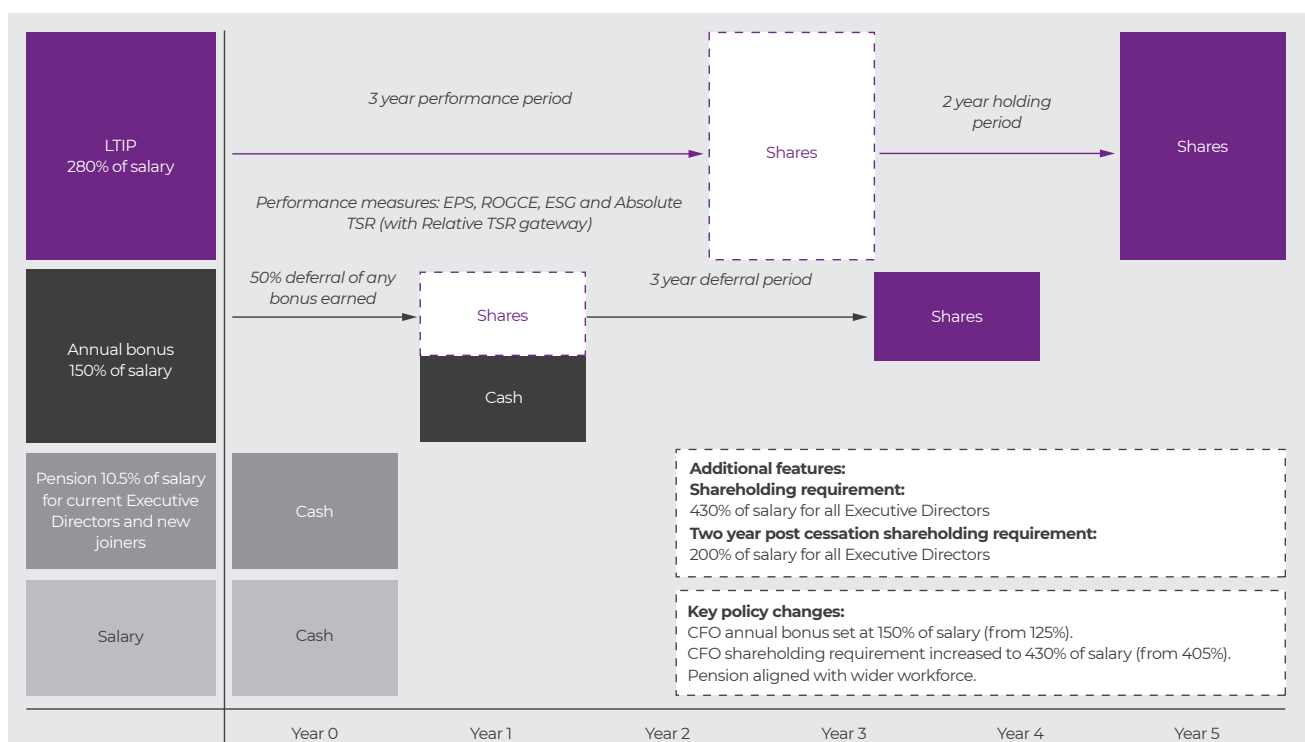 LTIP
280% of salary
3 year performance period
Shares
2 year holding
period
Shares
Performance measures: EPS, ROGCE, ESG and Absolute
TSR (with Relative TSR gateway)
Annual bonus
150% of salary
50% deferral of any
bonus earned
Shares
Cash
3 year deferral period
Shares
Pension 10.5% of salary
for current Executive
Directors and new
joiners
Cash
Additional features:
Shareholding requirement:
430% of salary for all Executive Directors
Two year post cessation shareholding requirement:
200% of salary for all Executive Directors
Salary
Cash
Key policy changes:
CFO annual bonus set at 150% of salary (from 125%).
CFO shareholding requirement increased to 430% of salary (from 405%).
Pension aligned with wider workforce.
Year 0
Year 1
Year 2
Year 3
Year 4
Year 5